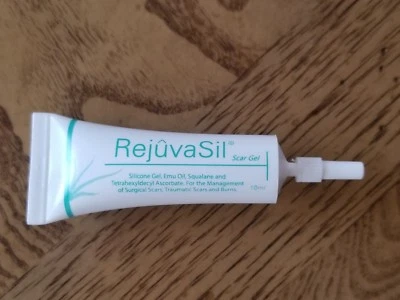 RejûvaSil™ Scar Gel
Silicone Gel, Emu Oil, Squalane and
Tetrahexyldecyl Ascorbate. For the Management
of Surgical Scars, Traumatic Scars and Burns.